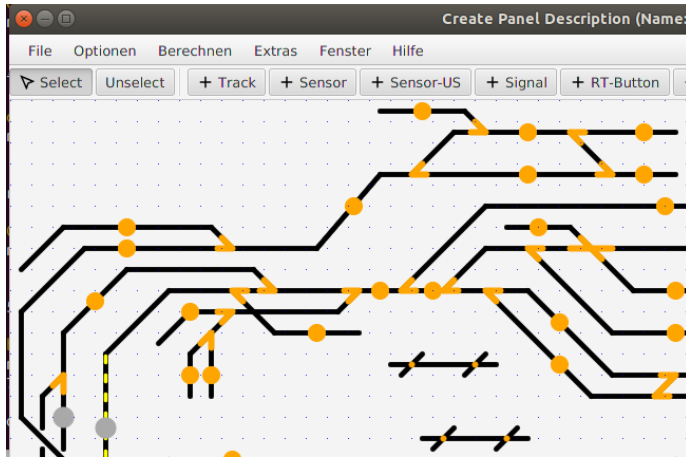 Create Panel Description (Name:
File Optionen Berechnen Extras Fenster Hilfe
Select Unselect + Track + Sensor + Sensor-US + Signal + RT-Button